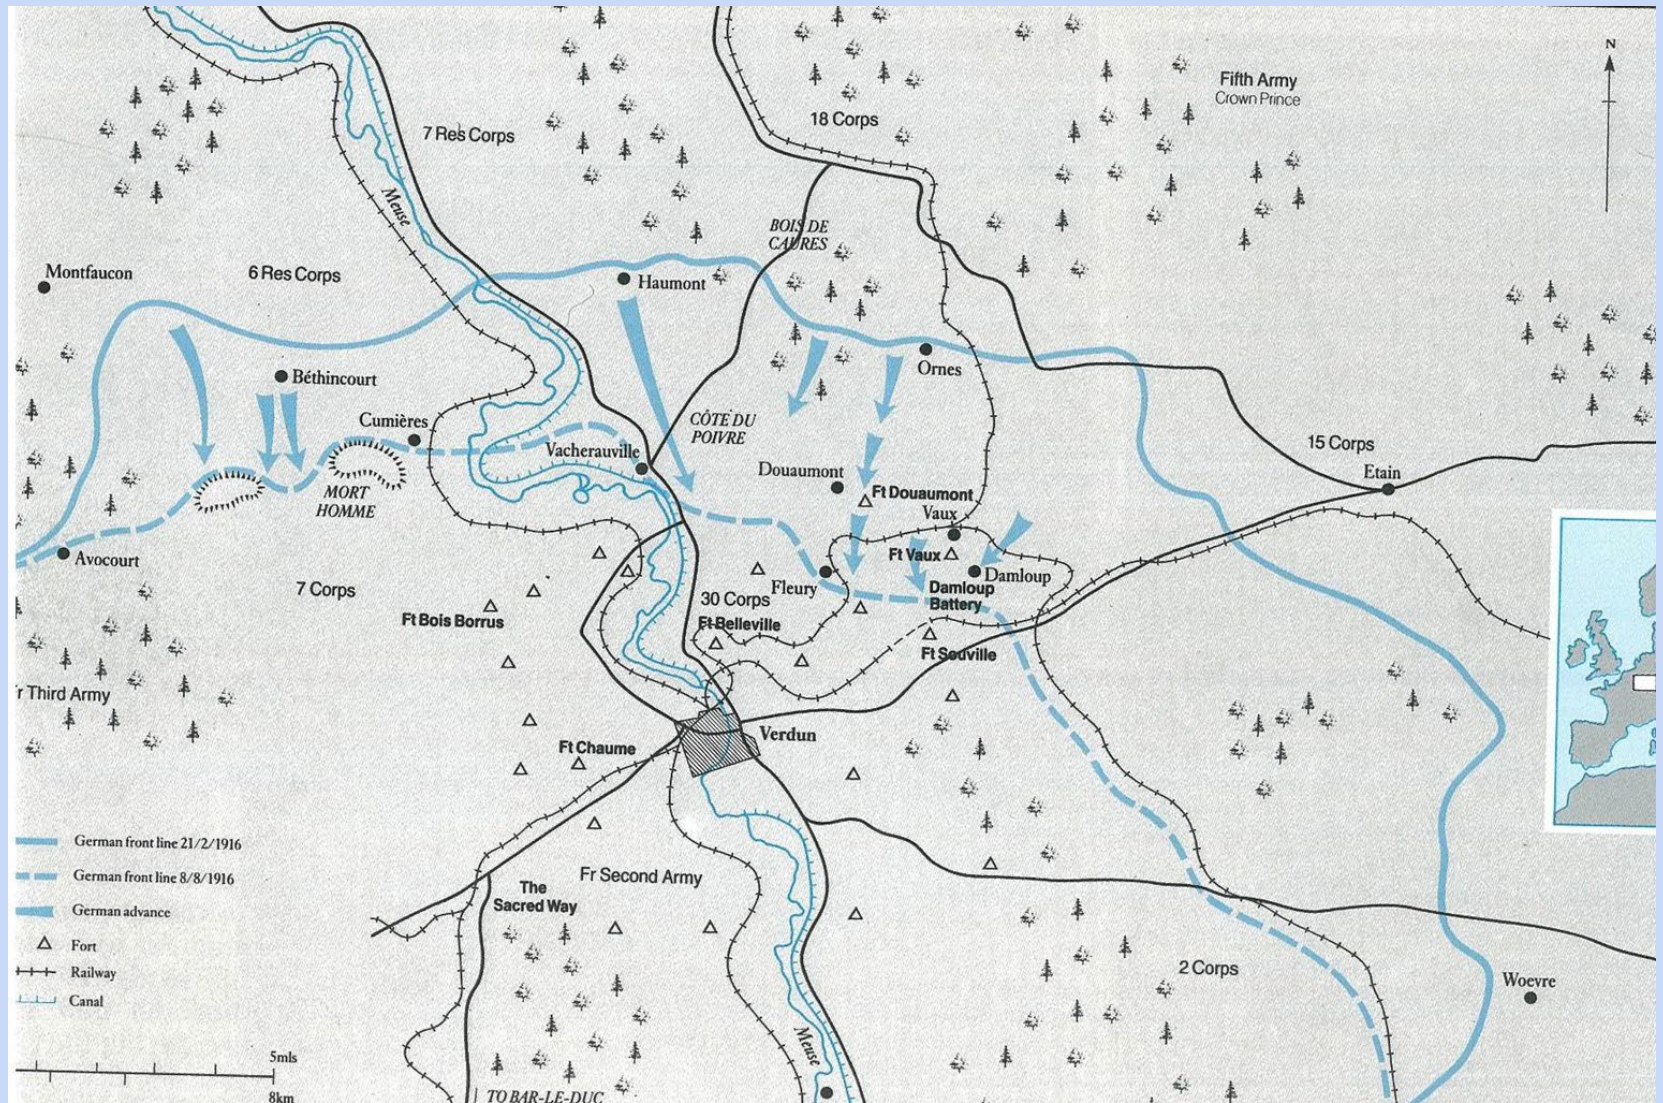 N
Fifth Army
Crown Prince
18 Corps
7 Res Corps
Meuse
BOIS DE
CAURES
Montfaucon
6 Res Corps
Haumont
Béthincourt
Ornes
Cumières
CÔTE DU
POIVRE
Vacherauville
15 Corps
Etain
Douaumont
MORT
HOMME
Ft Douaumont
Vaux
Avocourt
Ft Vaux
Damloup
7 Corps
Fleury
Damloup
Battery
30 Corps
Ft Bois Borrus
Ft Belleville
Ft Souville
r Third Army
Verdun
Ft Chaume
German front line 21/2/1916
German front line 8/8/1916
German advance
Fort
Railway
Canal
Fr Second Army
The
Sacred Way
2 Corps
Woevre
Meuse
5mls
8km
TO BAR-LE-DUC